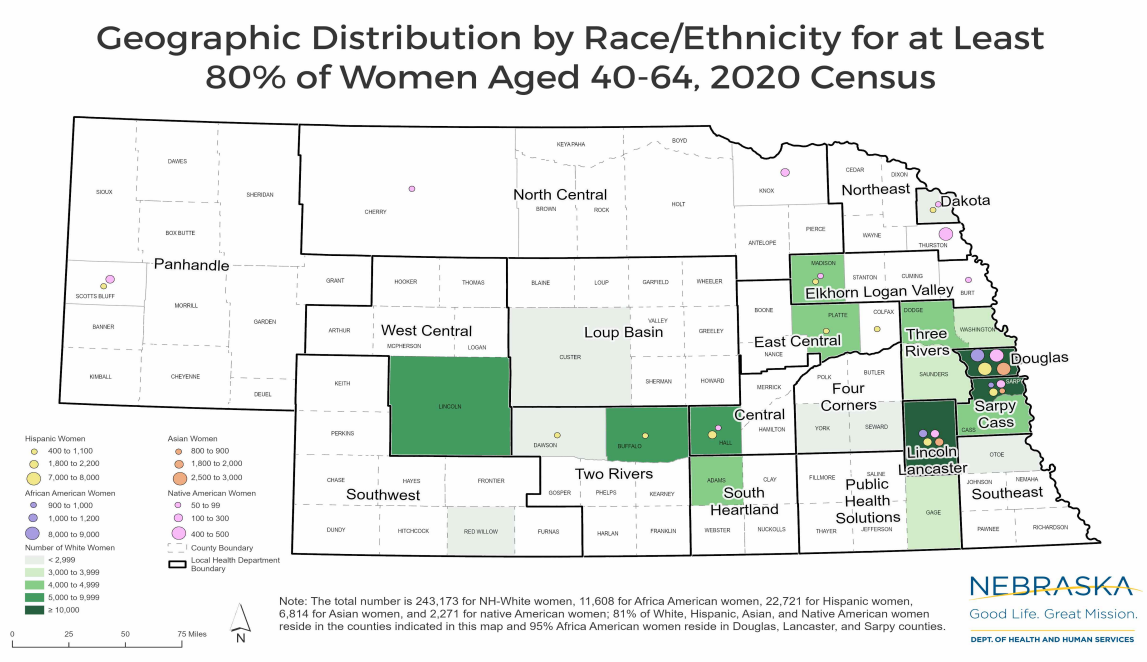 Geographic Distribution by Race/Ethnicity for at Least
80% of Women Aged 40-64, 2020 Census
KEYA PAHA
BOYD
DAWES
SIOUX
SHERIDAN
North Central
KNOX
CEDAR
DIXON
Northeast
Dakota
CHERRY
BROWN
ROCK
HOLT
BOX BUTTE
PIERCE
WAYNE
ANTELOPE
THURSTON
Panhandle
MADISON
STANTON
CUMING
GRANT
HOOKER
THOMAS
BLAINE
LOUP
GARFIELD
WHEELER
Elkhorn Logan Valley
BURT
SCOTTS BLUFF
MORRILL
GARDEN
BANNER
ARTHUR
West Central
MCPHERSON
LOGAN
Loup Basin
VALLEY
GREELEY
BOONE
PLATTE
COLFAX
DODGE
WASHINGTON
Three
Rivers
East Central
NANCE
CUSTER
Douglas
KIMBALL
CHEYENNE
DEUEL
KEITH
SHERMAN
HOWARD
MERRICK
POLK
BUTLER
SAUNDERS
SARPY
Four
Corners
Sarpy
Cass
CASS
LINCOLN
Central
HAMILTON
YORK
SEWARD
PERKINS
DAWSON
BUFFALO
HALL
Lincoln
Lancaster
OTOE
Two Rivers
CHASE
HAYES
FRONTIER
Southwest
GOSPER
PHELPS
KEARNEY
ADAMS
CLAY
South
Heartland
FILLMORE
SALINE
Public
Health
Solutions
GAGE
JOHNSON
NEMAHA
Southeast
DUNDY
HITCHCOCK
RED WILLOW
FURNAS
HARLAN
FRANKLIN
WEBSTER
NUCKOLLS
THAYER
JEFFERSON
PAWNEE
RICHARDSON
Hispanic Women
400 to 1,100
1,800 to 2,200
7,000 to 8,000
African American Women
900 to 1,000
1,000 to 1,200
8,000 to 9,000
Number of White Women
< 2,999
3,000 to 3,999
4,000 to 4,999
5,000 to 9,999
≥ 10,000
Asian Women
800 to 900
1,800 to 2,000
2,500 to 3,000
Native American Women
50 to 99
100 to 300
400 to 500
County Boundary
Local Health Department
Boundary
0 25 50 75 Miles
N
Note: The total number is 243,173 for NH-White women, 11,608 for Africa American women, 22,721 for Hispanic women,
6,814 for Asian women, and 2,271 for native American women; 81% of White, Hispanic, Asian, and Native American women
reside in the counties indicated in this map and 95% Africa American women reside in Douglas, Lancaster, and Sarpy counties.
NEBRASKA
Good Life. Great Mission.
DEPT. OF HEALTH AND HUMAN SERVICES